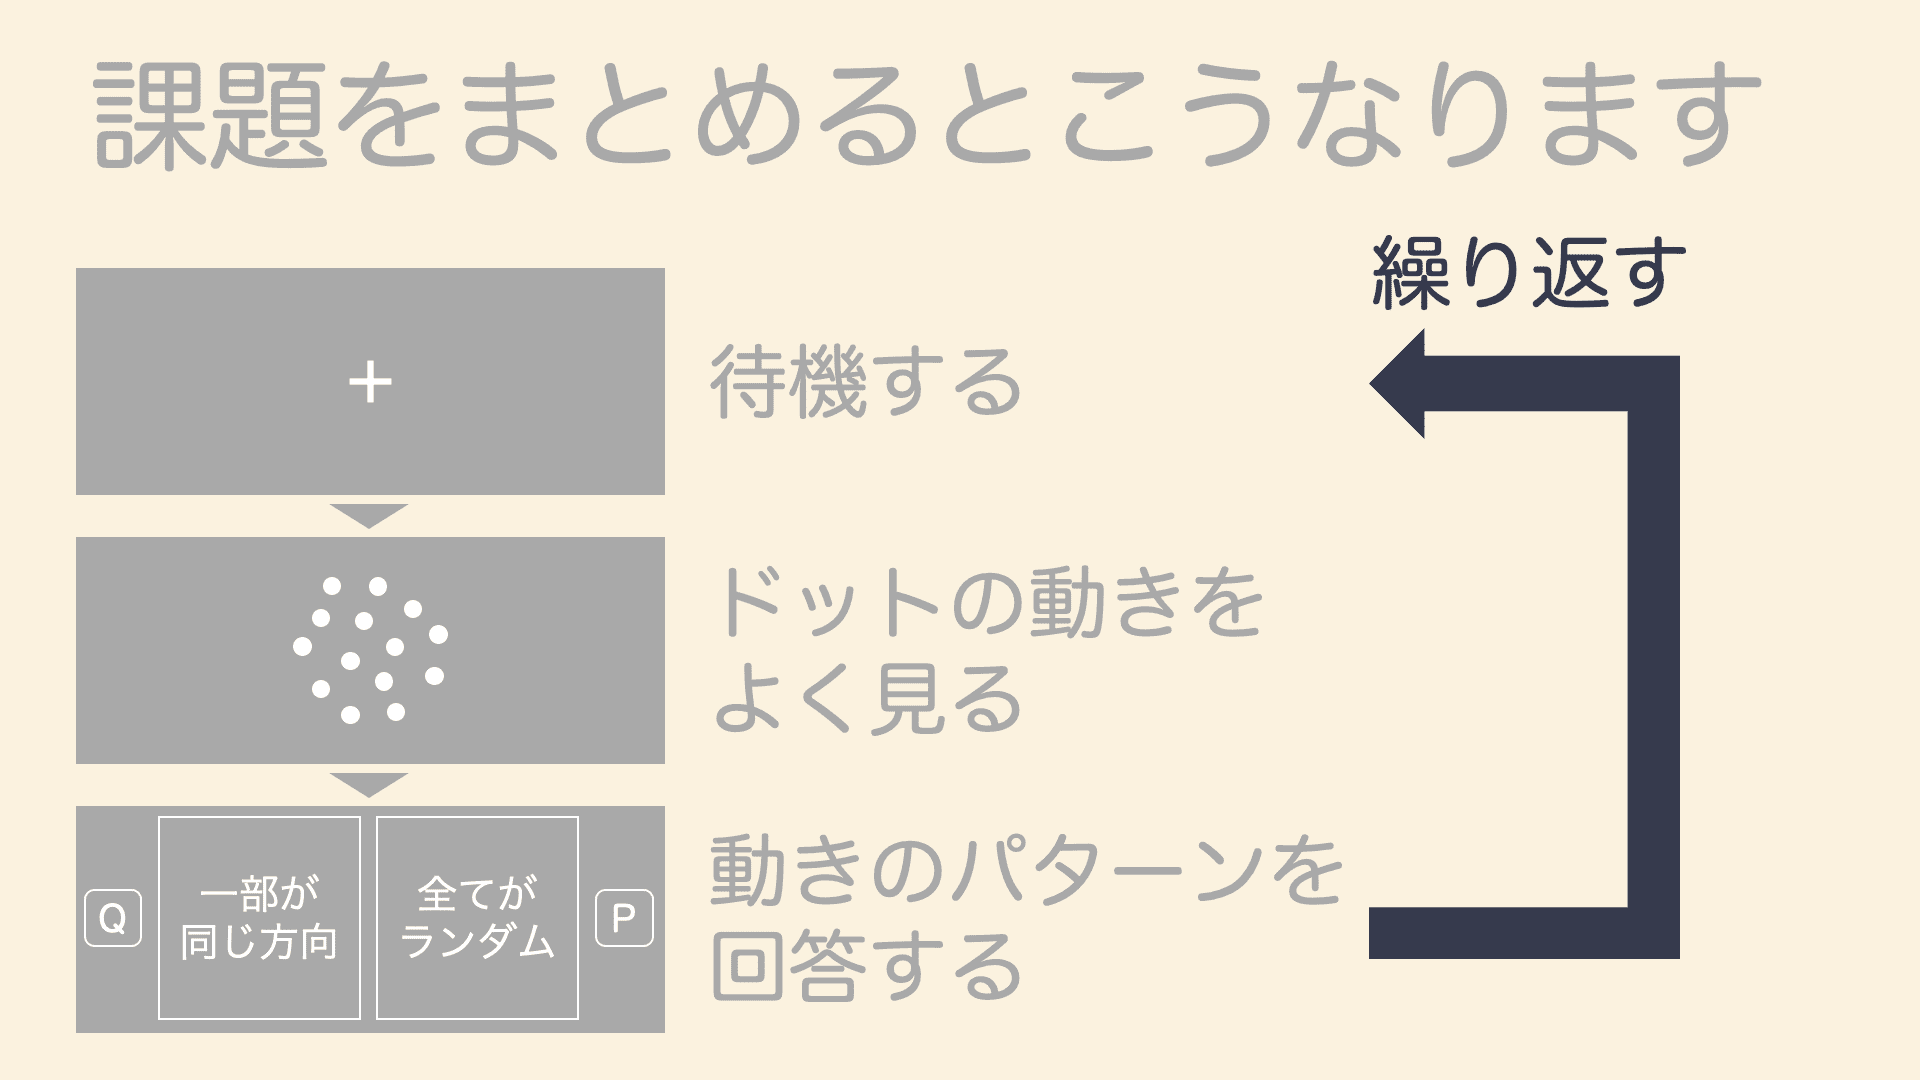 課題をまとめるとこうなります
繰り返す
+
待機する
ドットの動きを
よく見る
Q
一部が
同じ方向
全てが
ランダム
P
動きのパターンを
回答する